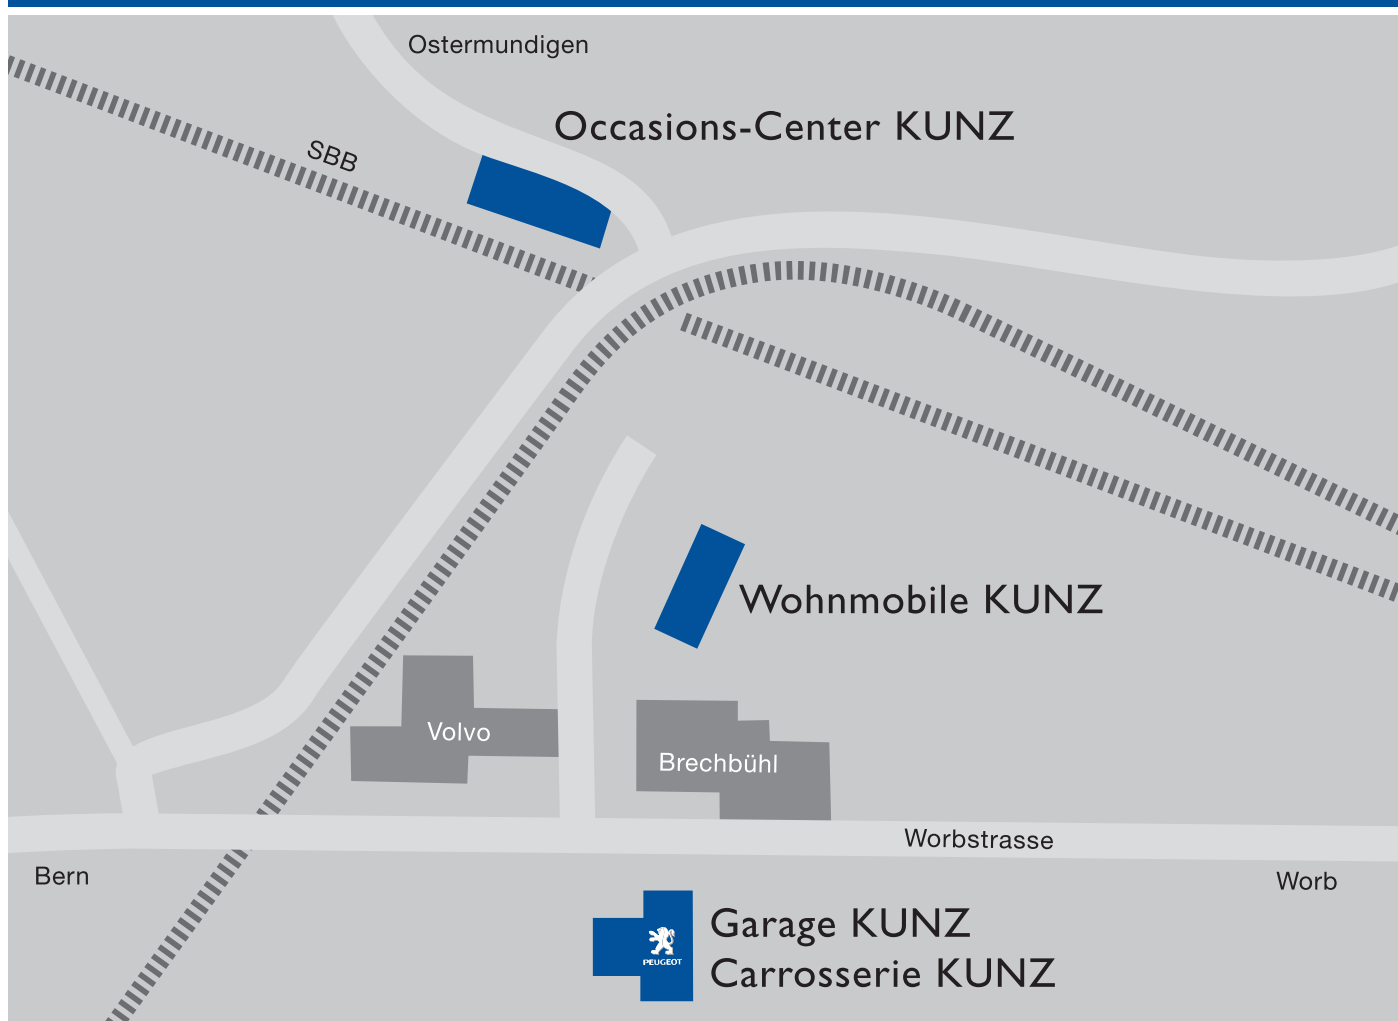 Ostermundigen
Occasions-Center KUNZ
SBB
Wohnmobile KUNZ
Volvo
Brechbühl
Worbstrasse
Bern
Worb
Garage KUNZ
Carrosserie KUNZ
PEUGEOT